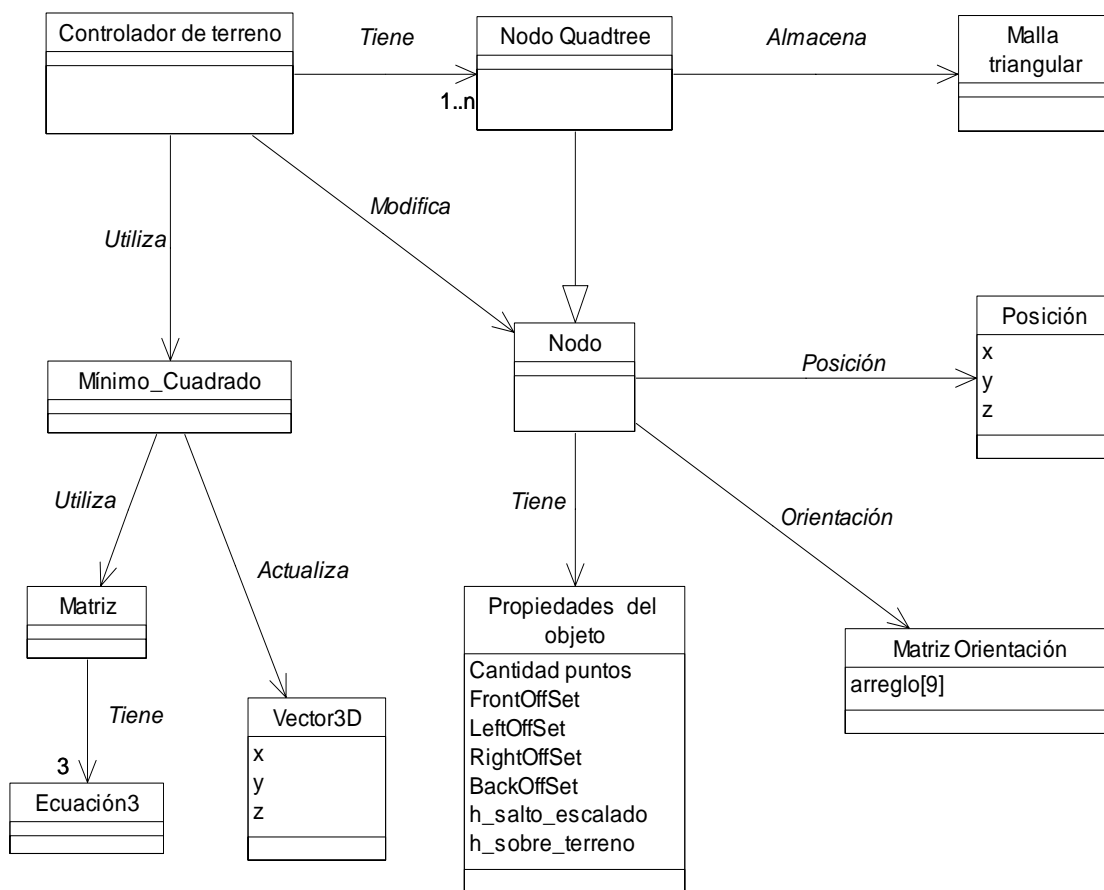 Controlador de terreno
Tiene
1..n
Nodo Quadtree
Almacena
Malla
triangular
Utiliza
Modifica
Mínimo_Cuadrado
Nodo
Posición
Posición
x
y
z
Utiliza
Actualiza
Tiene
Orientación
Matriz
Tiene
3
Ecuación3
Vector3D
x
y
z
Propiedades del
objeto
Cantidad puntos
FrontOffSet
LeftOffSet
RightOffSet
BackOffSet
h_salto_escalado
h_sobre_terreno
Matriz Orientación
arreglo[9]